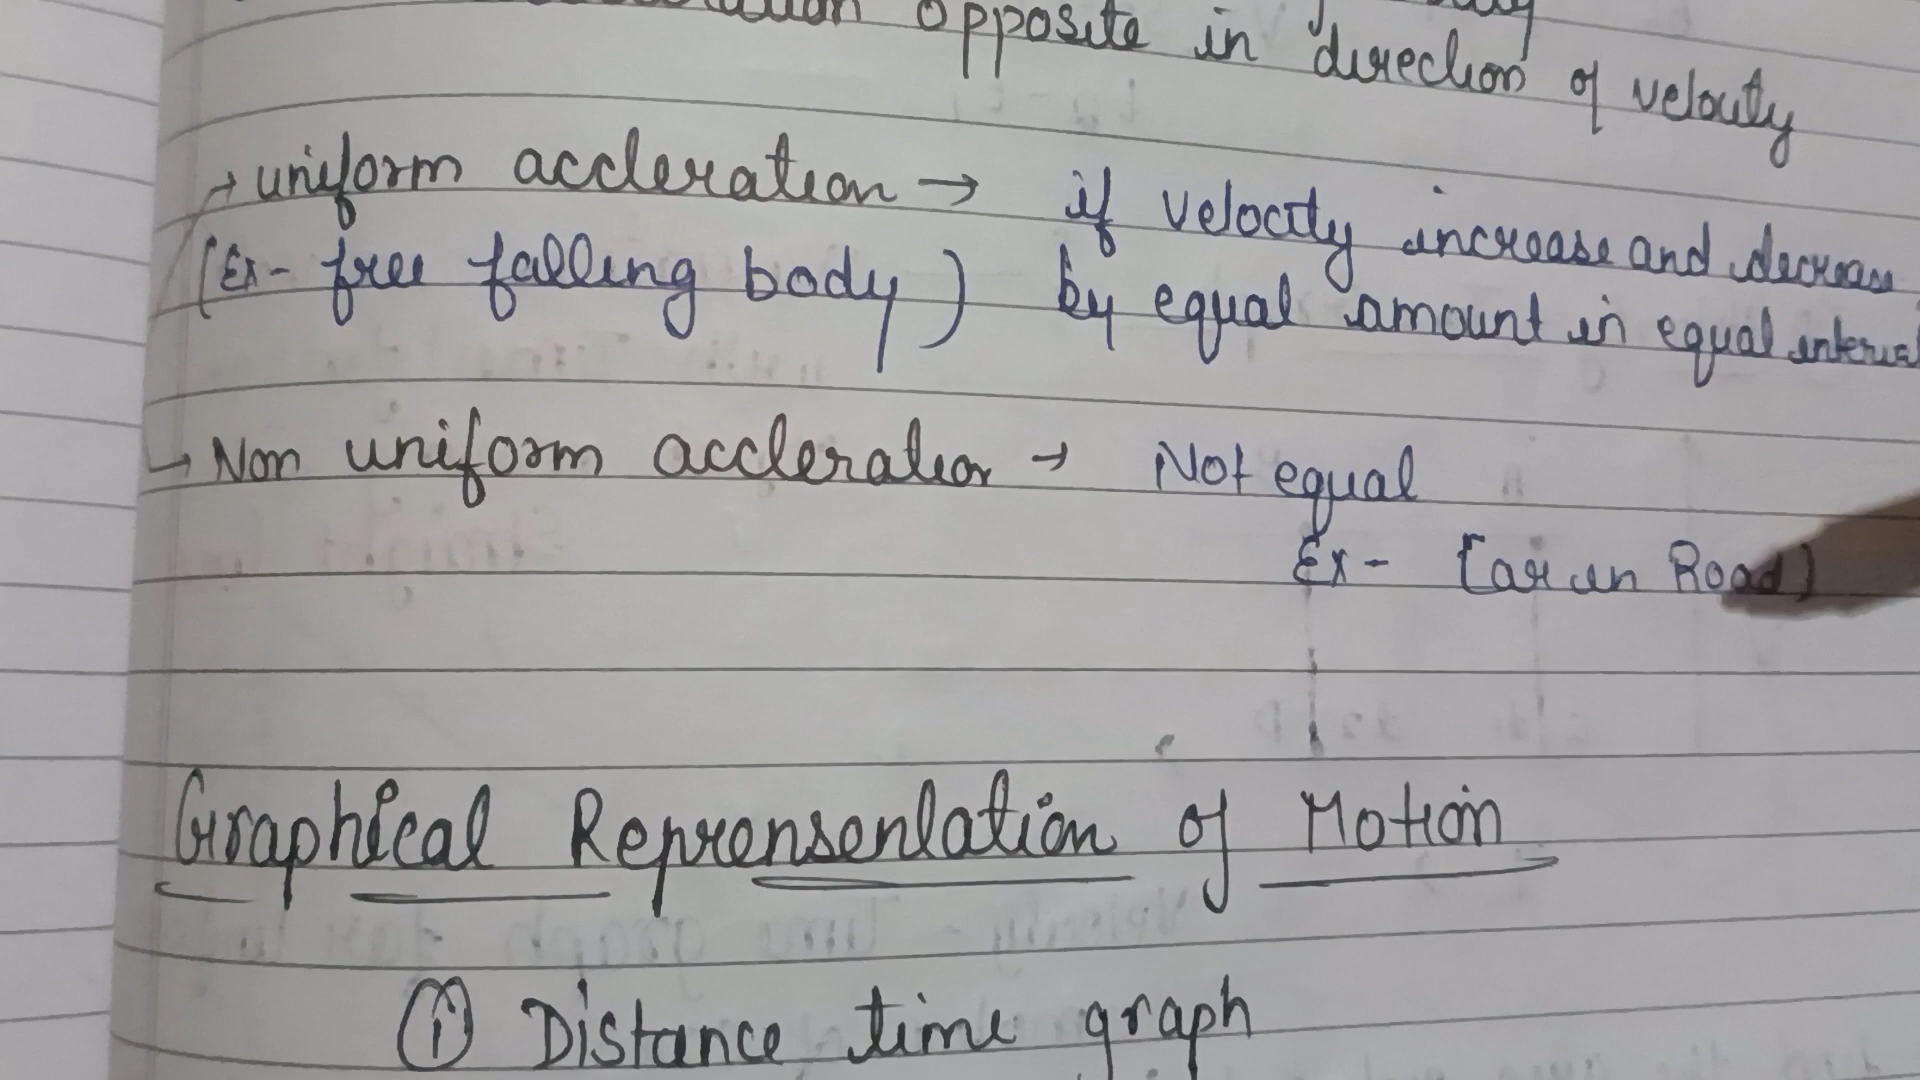 opposite in direction of velocity
→ uniform accleration → if velocity increase and decrease
(Ex- free falling body) by equal amount in equal interval
→ Non uniform accleration → Not equal
Ex- [Car in Road)
Graphical Reprensentation of Motion
(i) Distance time graph